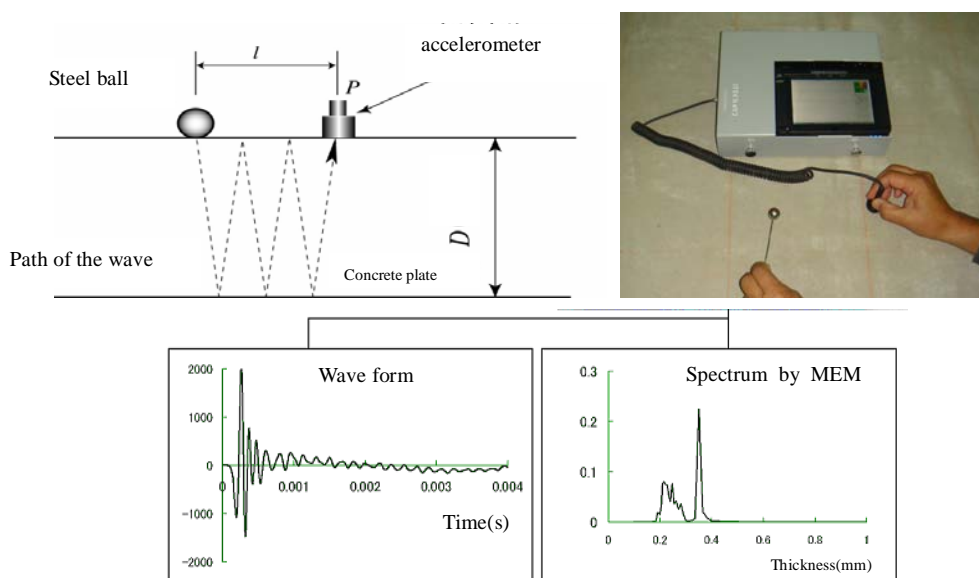 l
accelerometer
Steel ball
P
D
Path of the wave
Concrete plate
Wave form
2000
1000
0
-1000
-2000
0 0.001 0.002 0.003 0.004
Time(s)
Spectrum by MEM
0.3
0.2
0.1
0
0 0.2 0.4 0.6 0.8 1
Thickness(mm)